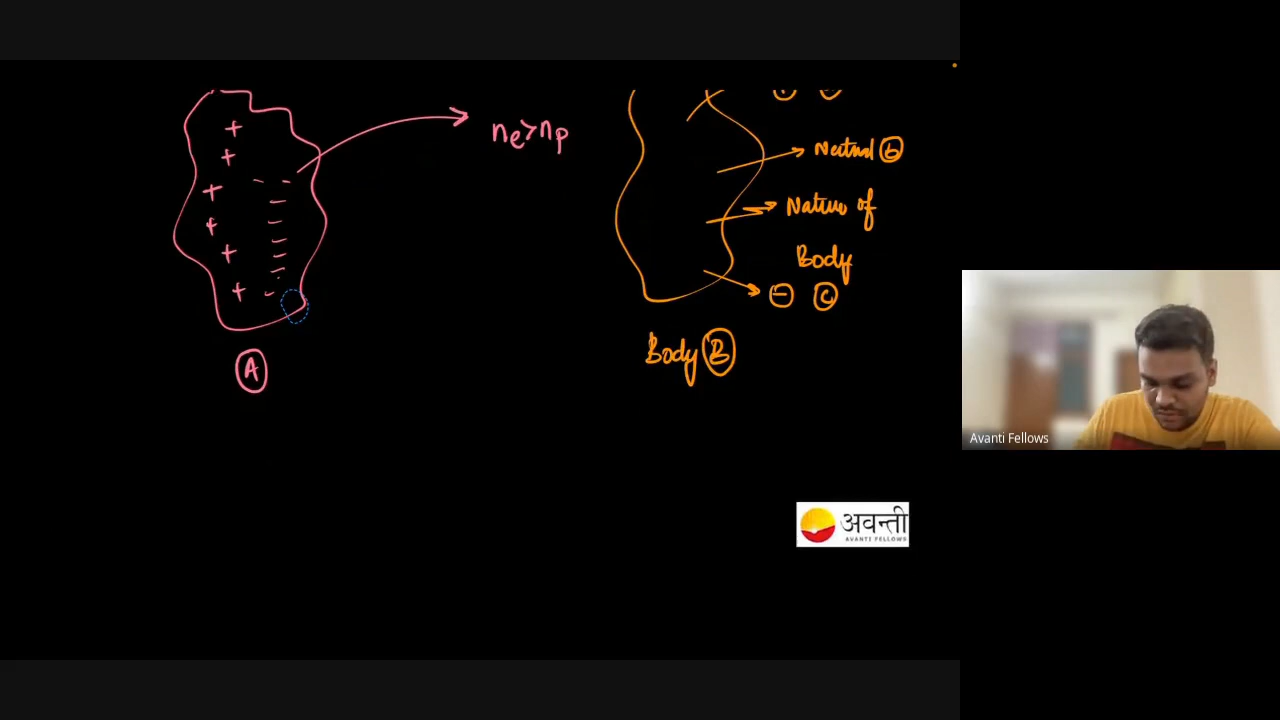 +
+
+
+
+
+
nₑ>nₚ
A
Neutral b
Nature of
Body
− c
Body B
Avanti Fellows
अवन्ती
AVANTI FELLOWS